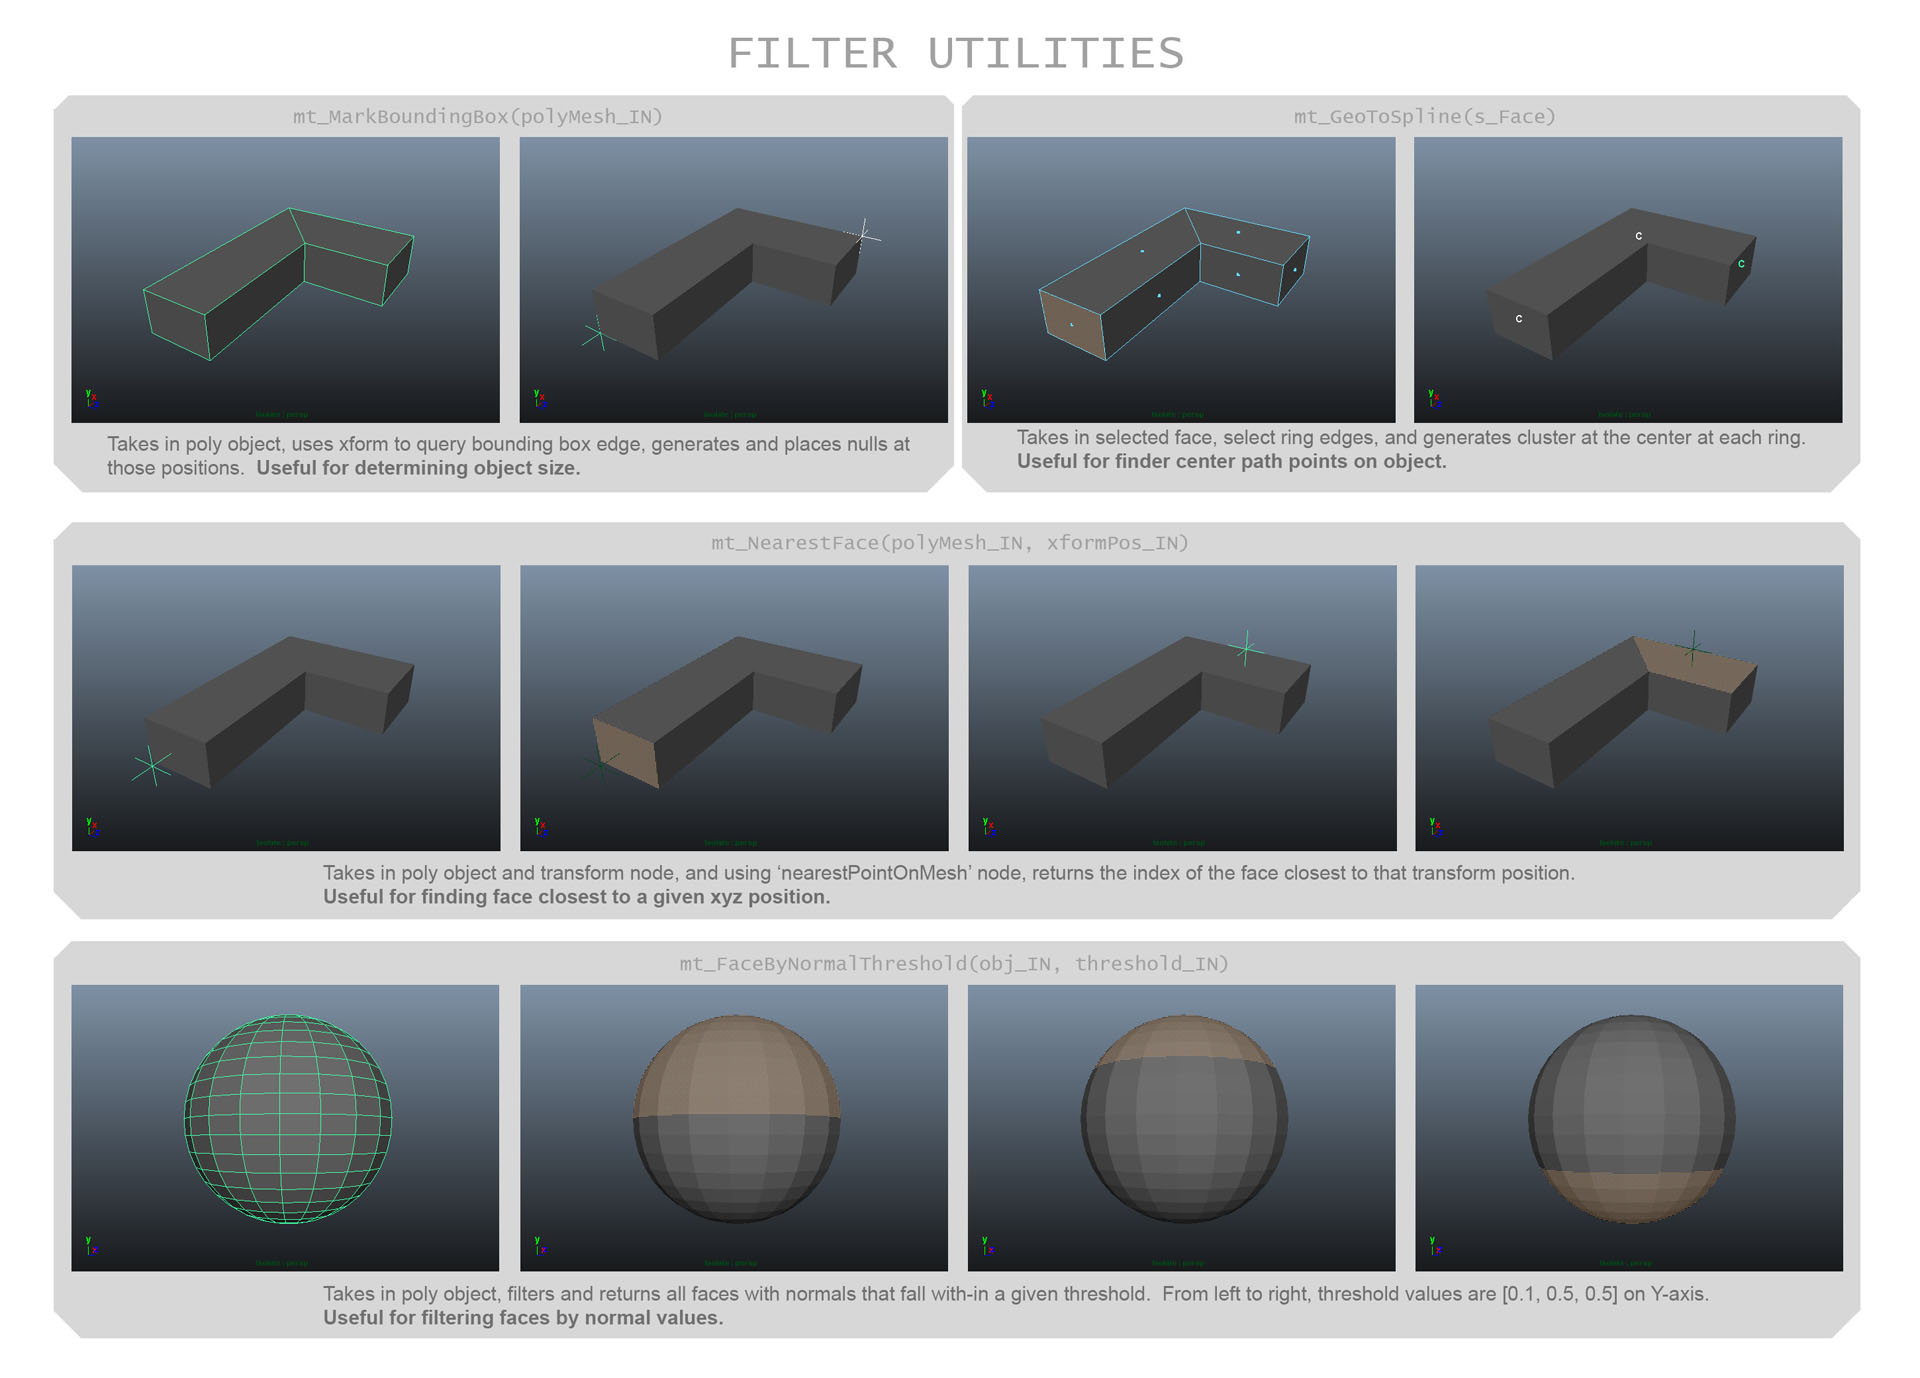 FILTER UTILITIES
mt_MarkBoundingBox(polyMesh_IN)
Takes in poly object, uses xform to query bounding box edge, generates and places nulls at
those positions.  Useful for determining object size.
mt_GeoToSpline(s_Face)
C
C
C
Takes in selected face, select ring edges, and generates cluster at the center at each ring.
Useful for finder center path points on object.
mt_NearestFace(polyMesh_IN, xformPos_IN)
Takes in poly object and transform node, and using ‘nearestPointOnMesh’ node, returns the index of the face closest to that transform position.
Useful for finding face closest to a given xyz position.
mt_FaceByNormalThreshold(obj_IN, threshold_IN)
Takes in poly object, filters and returns all faces with normals that fall with-in a given threshold.  From left to right, threshold values are [0.1, 0.5, 0.5] on Y-axis.
Useful for filtering faces by normal values.